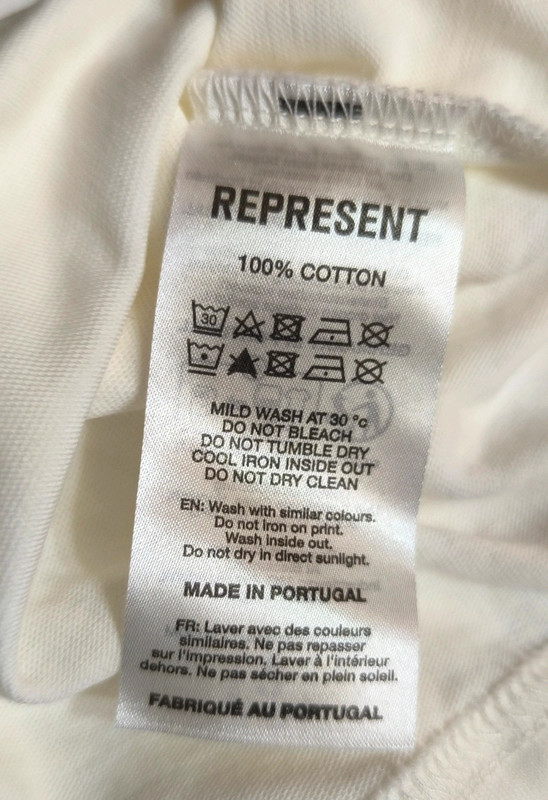 REPRESENT
100% COTTON
30
MILD WASH AT 30 °c
DO NOT BLEACH
DO NOT TUMBLE DRY
COOL IRON INSIDE OUT
DO NOT DRY CLEAN
EN: Wash with similar colours.
Do not iron on print.
Wash inside out.
Do not dry in direct sunlight.
MADE IN PORTUGAL
FR: Laver avec des couleurs
similaires. Ne pas repasser
sur l'impression. Laver à l'intérieur
dehors. Ne pas sécher en plein soleil.
FABRIQUÉ AU PORTUGAL